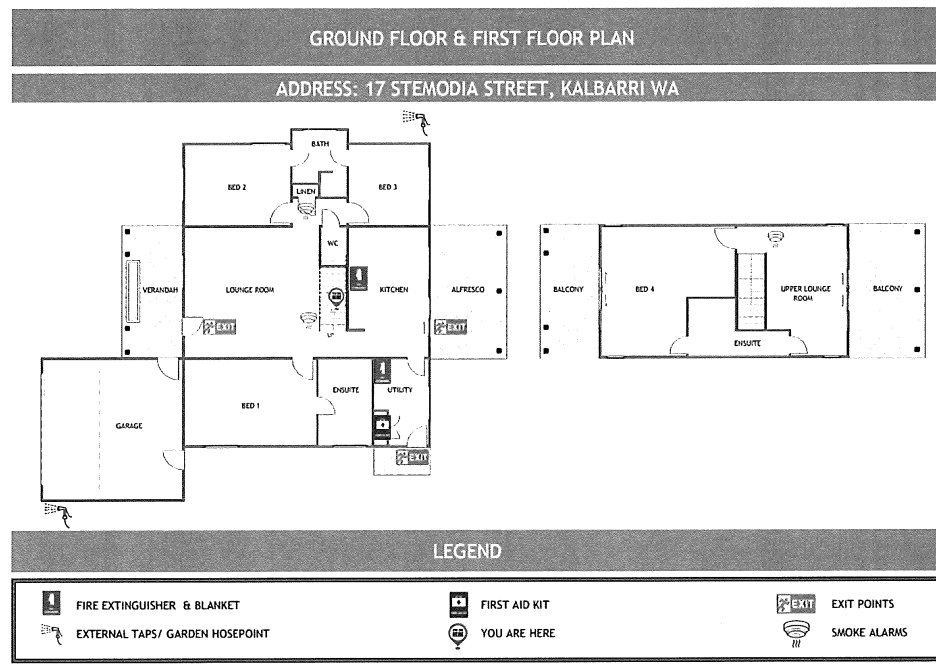 GROUND FLOOR & FIRST FLOOR PLAN
ADDRESS: 17 STEMODIA STREET, KALBARRI WA
BATH
BED 2
LINEN
BED 3
WC
VERANDAH
LOUNGE ROOM
KITCHEN
ALFRESCO
EXIT
EXIT
UP
BED 1
ENSUITE
UTILITY
GARAGE
EXIT
BALCONY
BED 4
UPPER LOUNGE
ROOM
BALCONY
ENSUITE
LEGEND
FIRE EXTINGUISHER & BLANKET
FIRST AID KIT
EXIT
EXIT POINTS
EXTERNAL TAPS/ GARDEN HOSEPOINT
YOU ARE HERE
SMOKE ALARMS